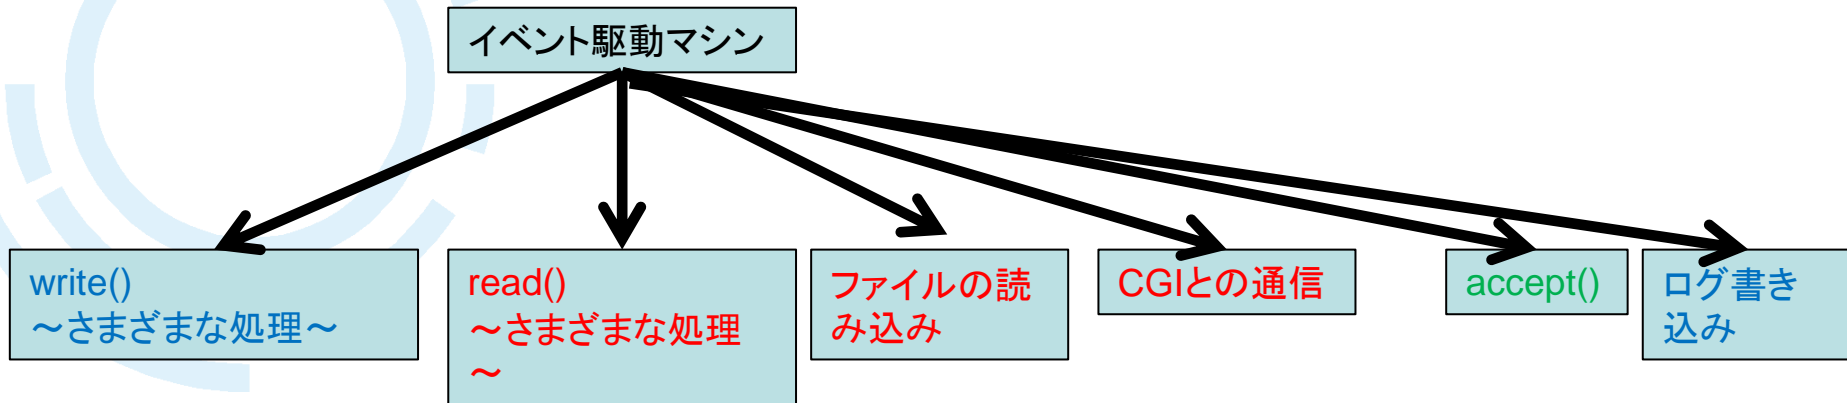 イベント駆動マシン
write()
～さまざまな処理～
read()
～さまざまな処理
～
ファイルの読
み込み
CGIとの通信
accept()
ログ書き
込み